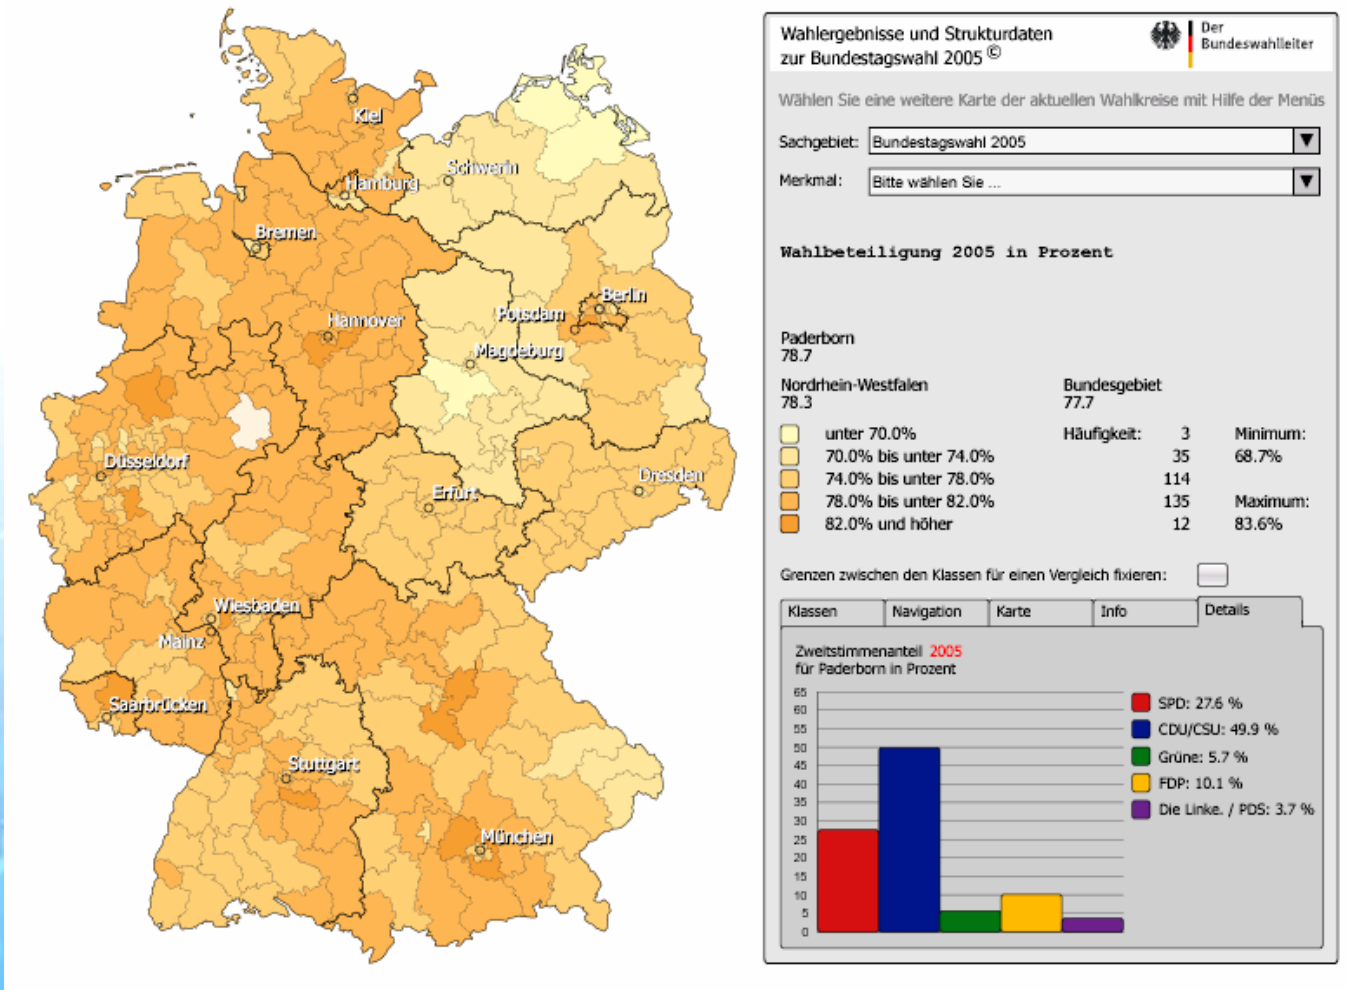 Kiel
Schwerin
Hamburg
Bremen
Berlin
Potsdam
Hannover
Magdeburg
Düsseldorf
Dresden
Erfurt
Wiesbaden
Mainz
Saarbrücken
Stuttgart
München
Wahlergebnisse und Strukturdaten
zur Bundestagswahl 2005 ©
Der
Bundeswahlleiter
Wählen Sie eine weitere Karte der aktuellen Wahlkreise mit Hilfe der Menüs
Sachgebiet: Bundestagswahl 2005
Merkmal: Bitte wählen Sie ...
Wahlbeteiligung 2005 in Prozent
Paderborn
78.7
Nordrhein-Westfalen Bundesgebiet
78.3 77.7
unter 70.0% Häufigkeit: 3 Minimum:
70.0% bis unter 74.0% 35 68.7%
74.0% bis unter 78.0% 114
78.0% bis unter 82.0% 135 Maximum:
82.0% und höher 12 83.6%
Grenzen zwischen den Klassen für einen Vergleich fixieren:
Klassen Navigation Karte Info Details
Zweitstimmenanteil 2005
für Paderborn in Prozent
65
60
55
50
45
40
35
30
25
20
15
10
5
0
SPD: 27.6 %
CDU/CSU: 49.9 %
Grüne: 5.7 %
FDP: 10.1 %
Die Linke. / PDS: 3.7 %